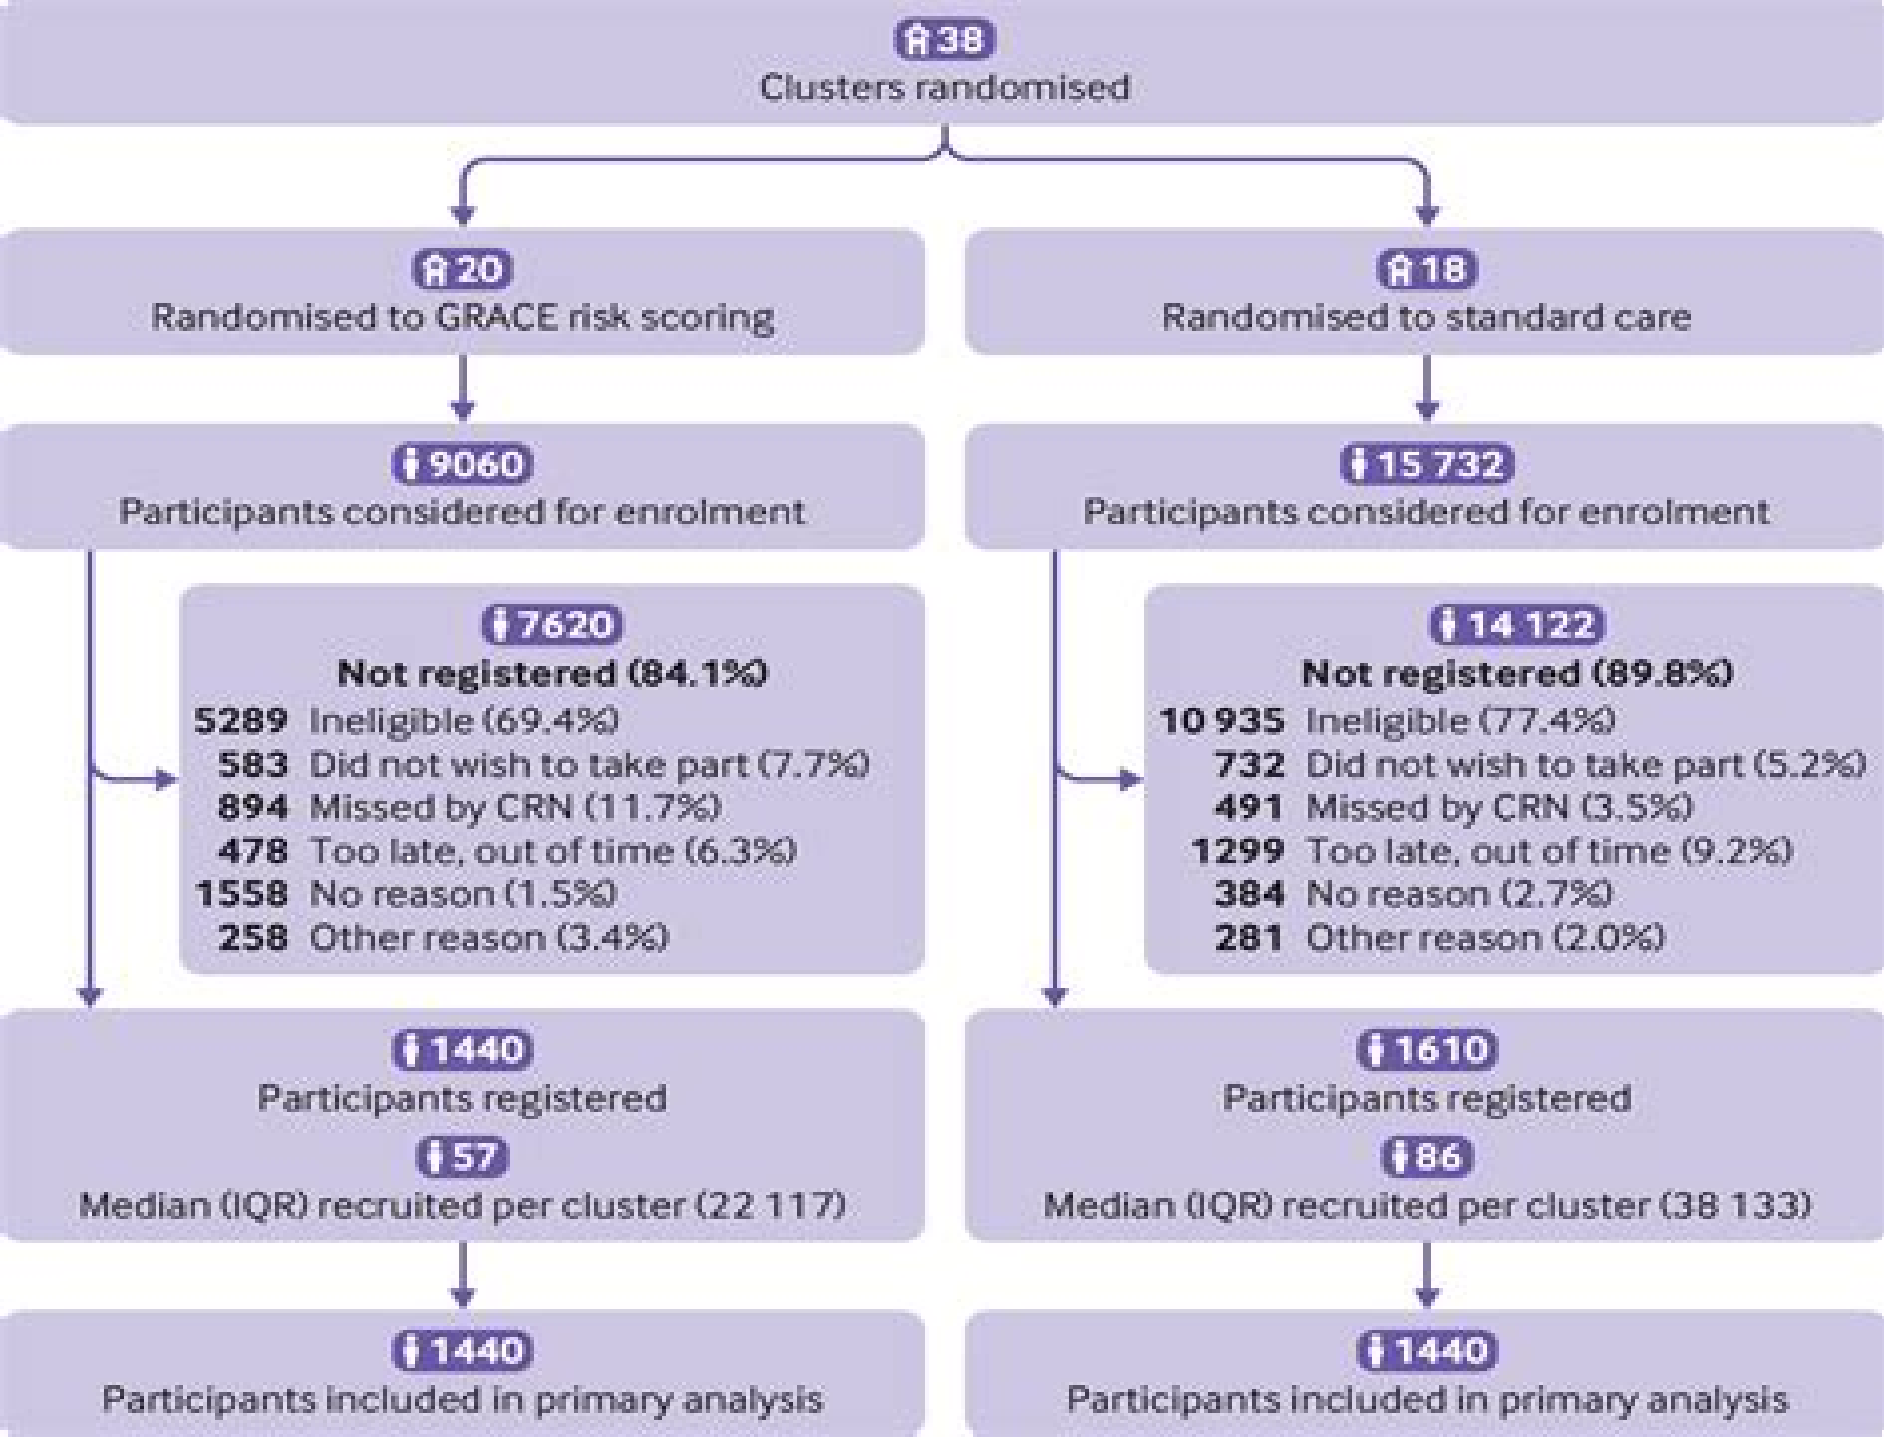 38
Clusters randomised
20
Randomised to GRACE risk scoring
18
Randomised to standard care
9060
Participants considered for enrolment
15 732
Participants considered for enrolment
7620
Not registered (84.1%)
5289 Ineligible (69.4%)
583 Did not wish to take part (7.7%)
894 Missed by CRN (11.7%)
478 Too late, out of time (6.3%)
1558 No reason (1.5%)
258 Other reason (3.4%)
14 122
Not registered (89.8%)
10 935 Ineligible (77.4%)
732 Did not wish to take part (5.2%)
491 Missed by CRN (3.5%)
1299 Too late, out of time (9.2%)
384 No reason (2.7%)
281 Other reason (2.0%)
1440
Participants registered
57
Median (IQR) recruited per cluster (22 117)
1610
Participants registered
86
Median (IQR) recruited per cluster (38 133)
1440
Participants included in primary analysis
1440
Participants included in primary analysis